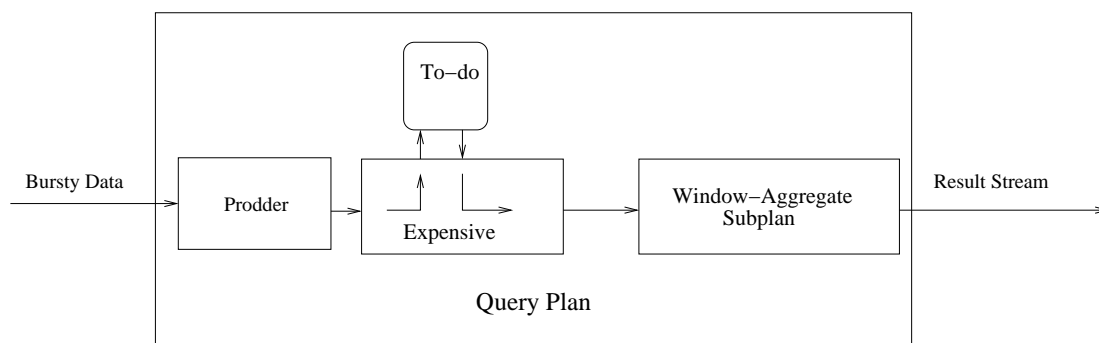 To−do
Bursty Data
Prodder
Expensive
Window−Aggregate
Subplan
Result Stream
Query Plan